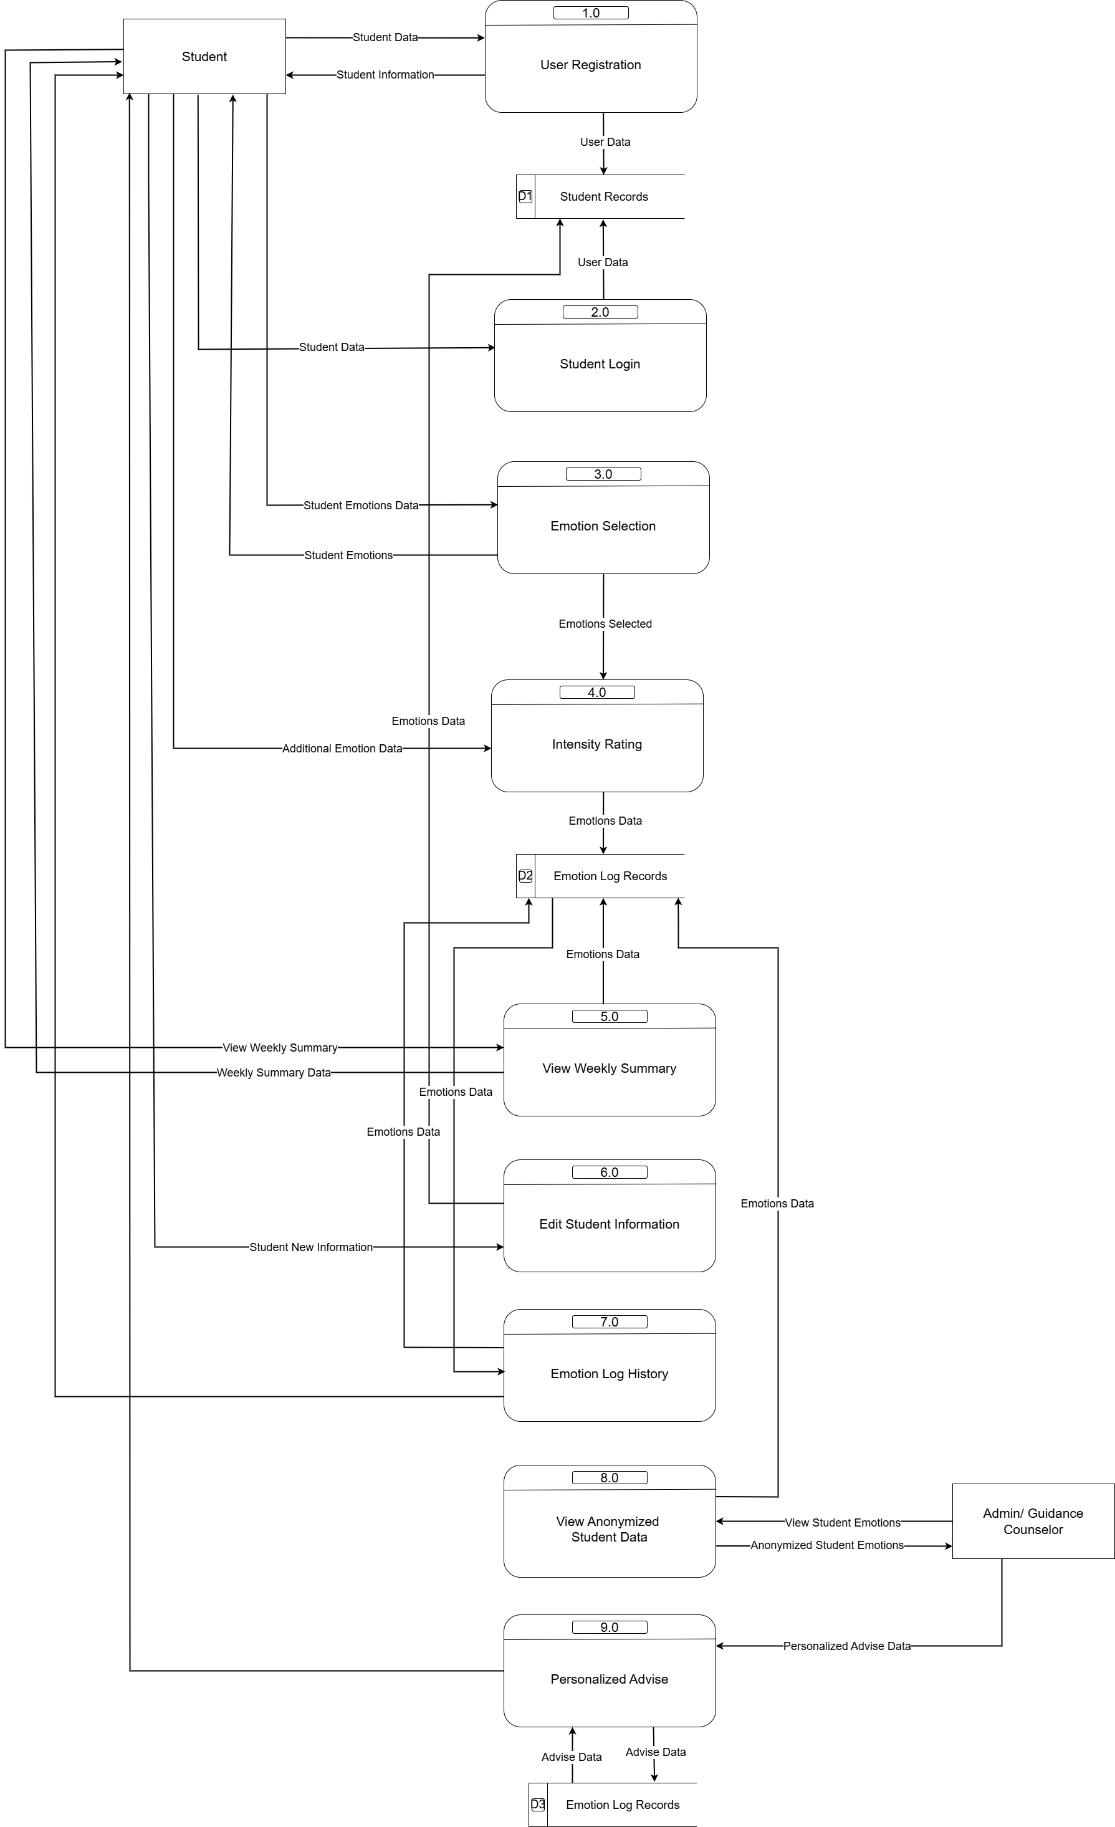 1.0
Student
Student Data
User Registration
Student Information
User Data
D1
Student Records
User Data
2.0
Student Data
Student Login
3.0
Student Emotions Data
Emotion Selection
Student Emotions
Emotions Selected
4.0
Emotions Data
Intensity Rating
Additional Emotion Data
Emotions Data
D2
Emotion Log Records
Emotions Data
5.0
View Weekly Summary
View Weekly Summary
Weekly Summary Data
Emotions Data
Emotions Data
6.0
Emotions Data
Edit Student Information
Student New Information
7.0
Emotion Log History
8.0
View Anonymized
Student Data
Admin/ Guidance
Counselor
View Student Emotions
Anonymized Student Emotions
9.0
Personalized Advise Data
Personalized Advise
Advise Data
Advise Data
D3
Emotion Log Records